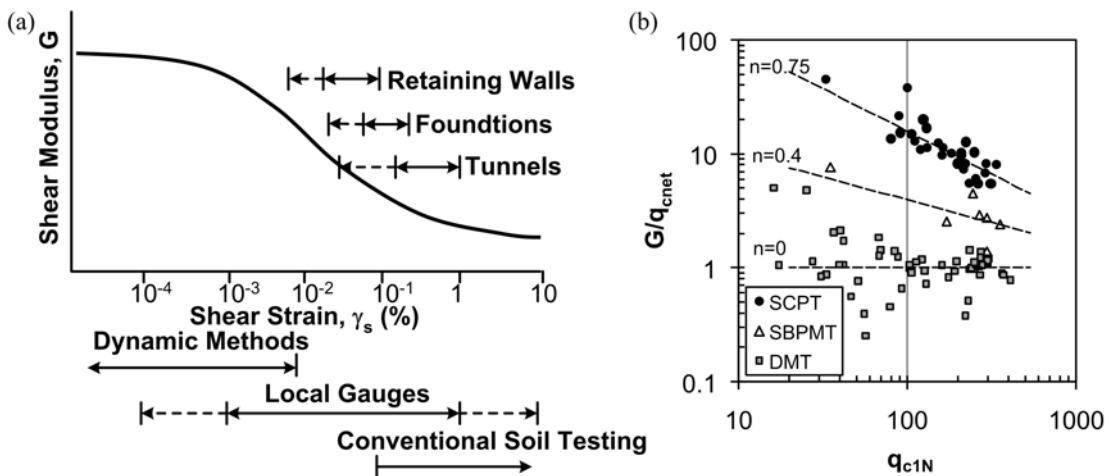 (a)
Shear Modulus, G
Retaining Walls
Foundtions
Tunnels
10-4 10-3 10-2 10-1 1 10
Shear Strain, γs (%)
Dynamic Methods
Local Gauges
Conventional Soil Testing
(b)
G/qcnet
100
10
1
0.1
n=0.75
n=0.4
n=0
SCPT
SBPMT
DMT
10 100 1000
qc1N